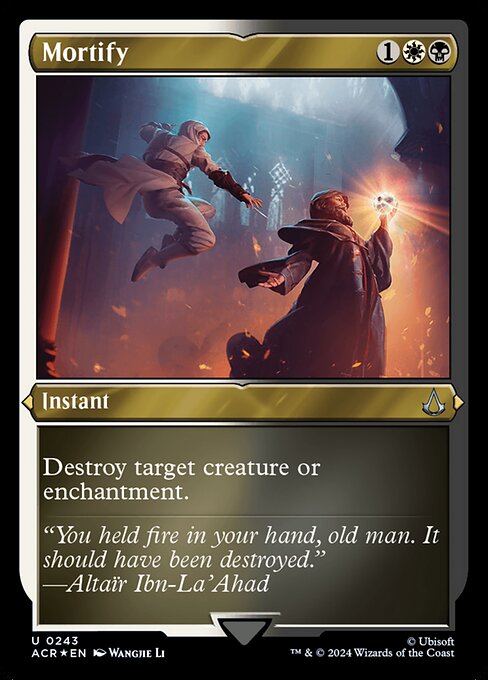 Mortify 1
Instant
Destroy target creature or
enchantment.
“You held fire in your hand, old man. It
should have been destroyed.”
—Altaïr Ibn-La’Ahad
U 0243
ACR★EN Wangjie Li
© Ubisoft
™ & © 2024 Wizards of the Coast